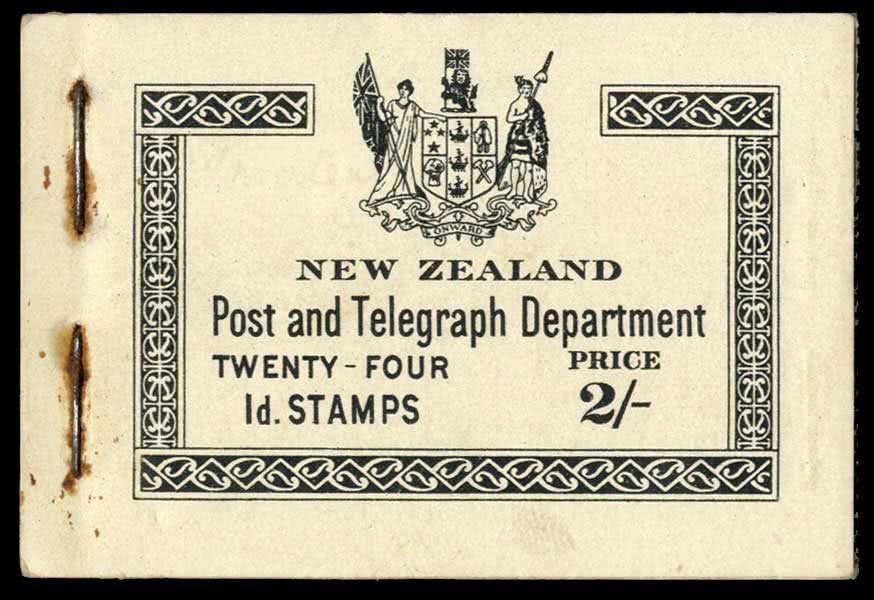 ONWARD
NEW ZEALAND
Post and Telegraph Department
TWENTY-FOUR
1d. STAMPS
PRICE
2/-